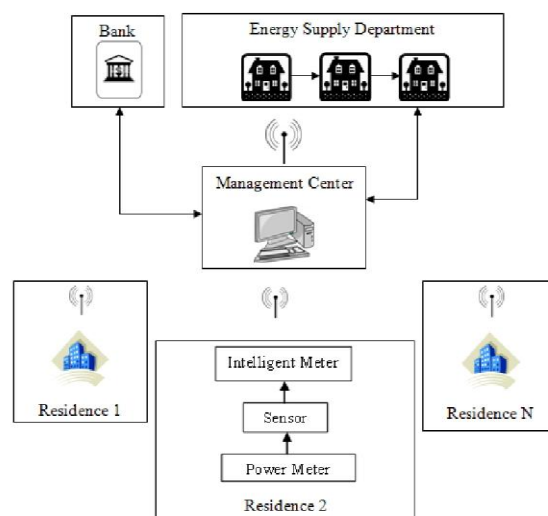 Bank
Energy Supply Department
Management Center
Residence 1
Intelligent Meter
Sensor
Power Meter
Residence 2
Residence N